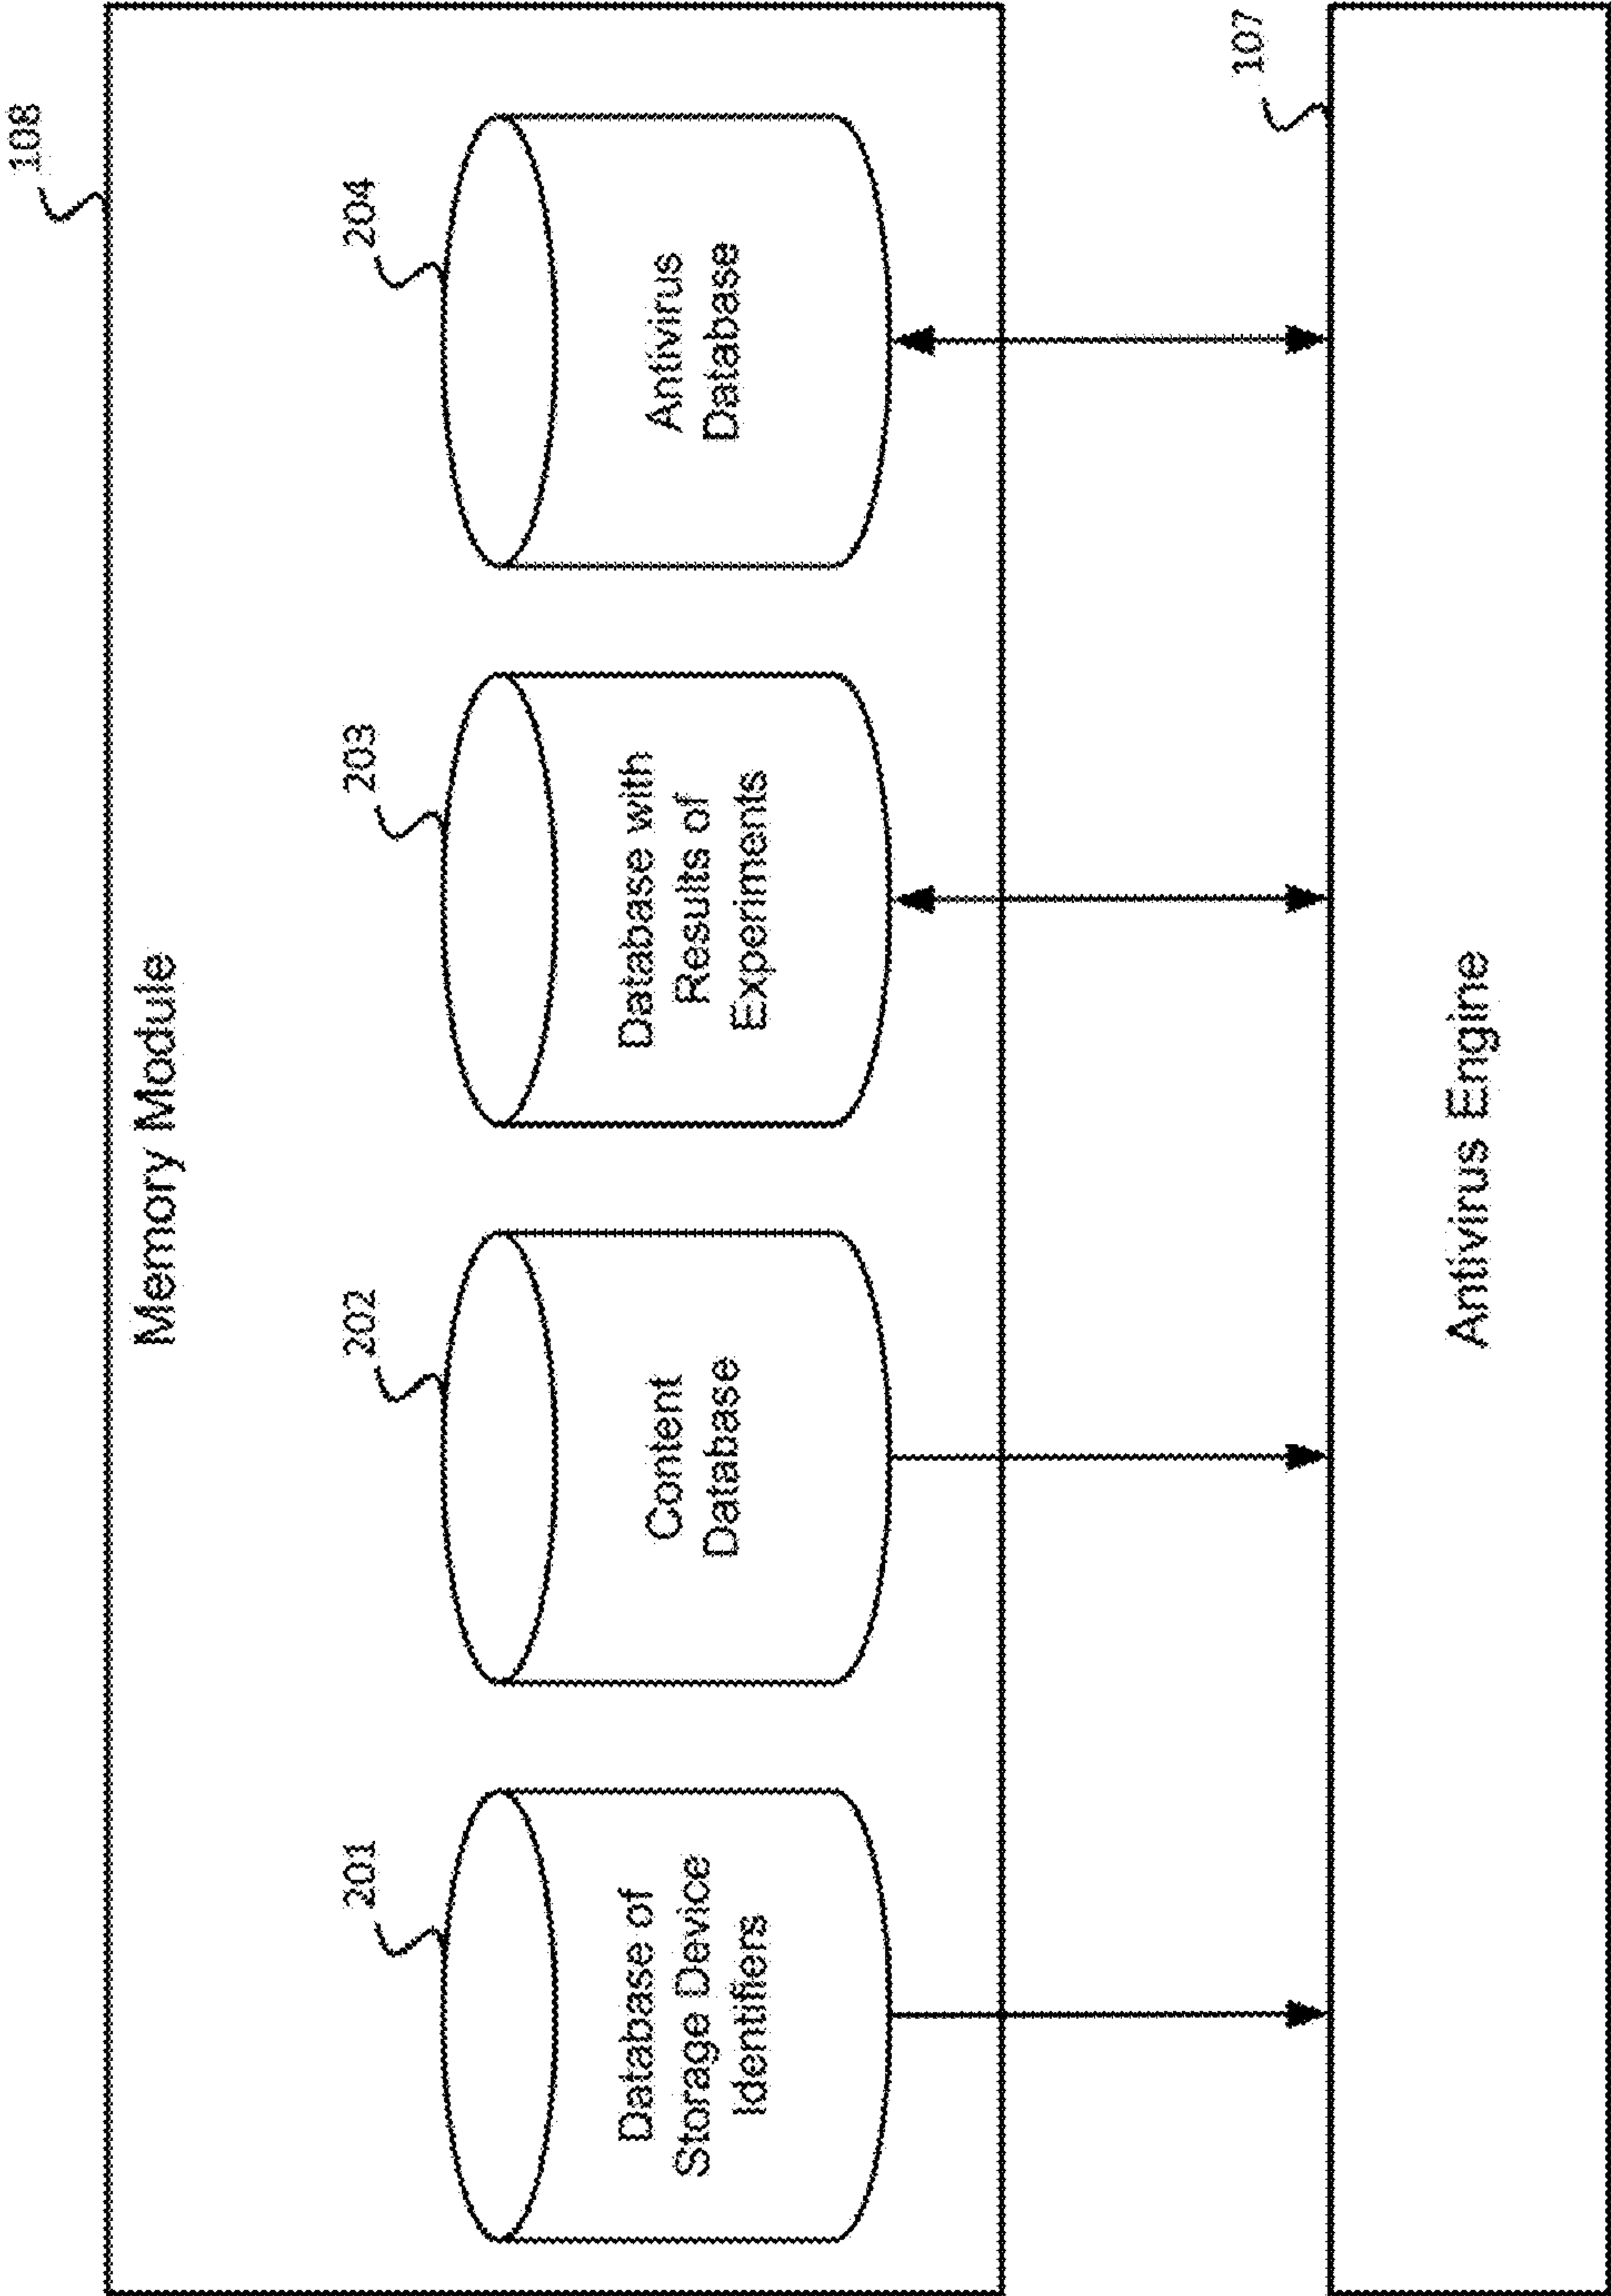 108
Memory Module
201
202
203
204
Database of
Storage Device
Identifiers
Content
Database
Database with
Results of
Experiments
Antivirus
Database
107
Antivirus Engine